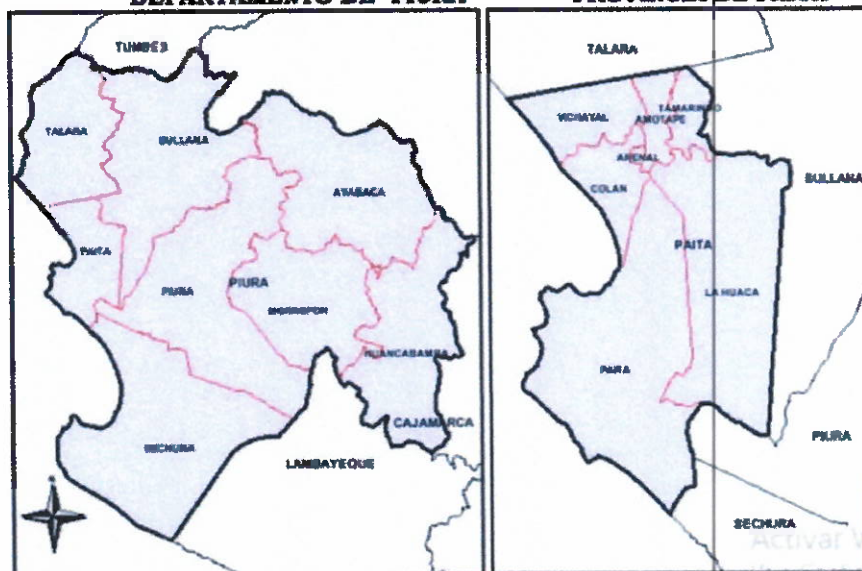 TUMBES
TALARA
SULLANA
AYABACA
PAITA
PIURA
PIURA
MORROPON
HUANCABAMBA
SECHURA
CAJAMARCA
LAMBAYEQUE
TALARA
VICHAYAL
TAMARINDO
AMOTAPE
ARENAL
COLAN
SULLANA
PAITA
LA HUACA
PAITA
PIURA
SECHURA
Activar